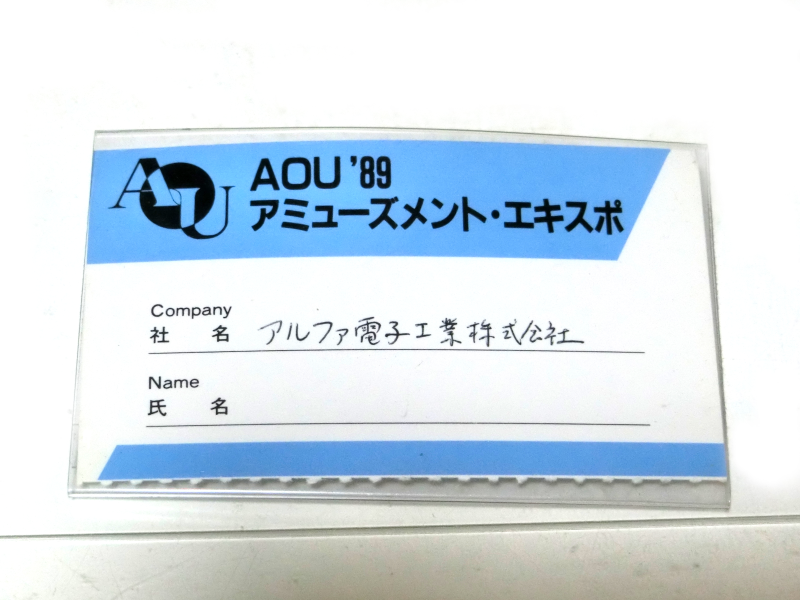 AOU
AOU '89
アミューズメント・エキスポ
Company
社名 アルファ電子工業株式会社
Name
氏名